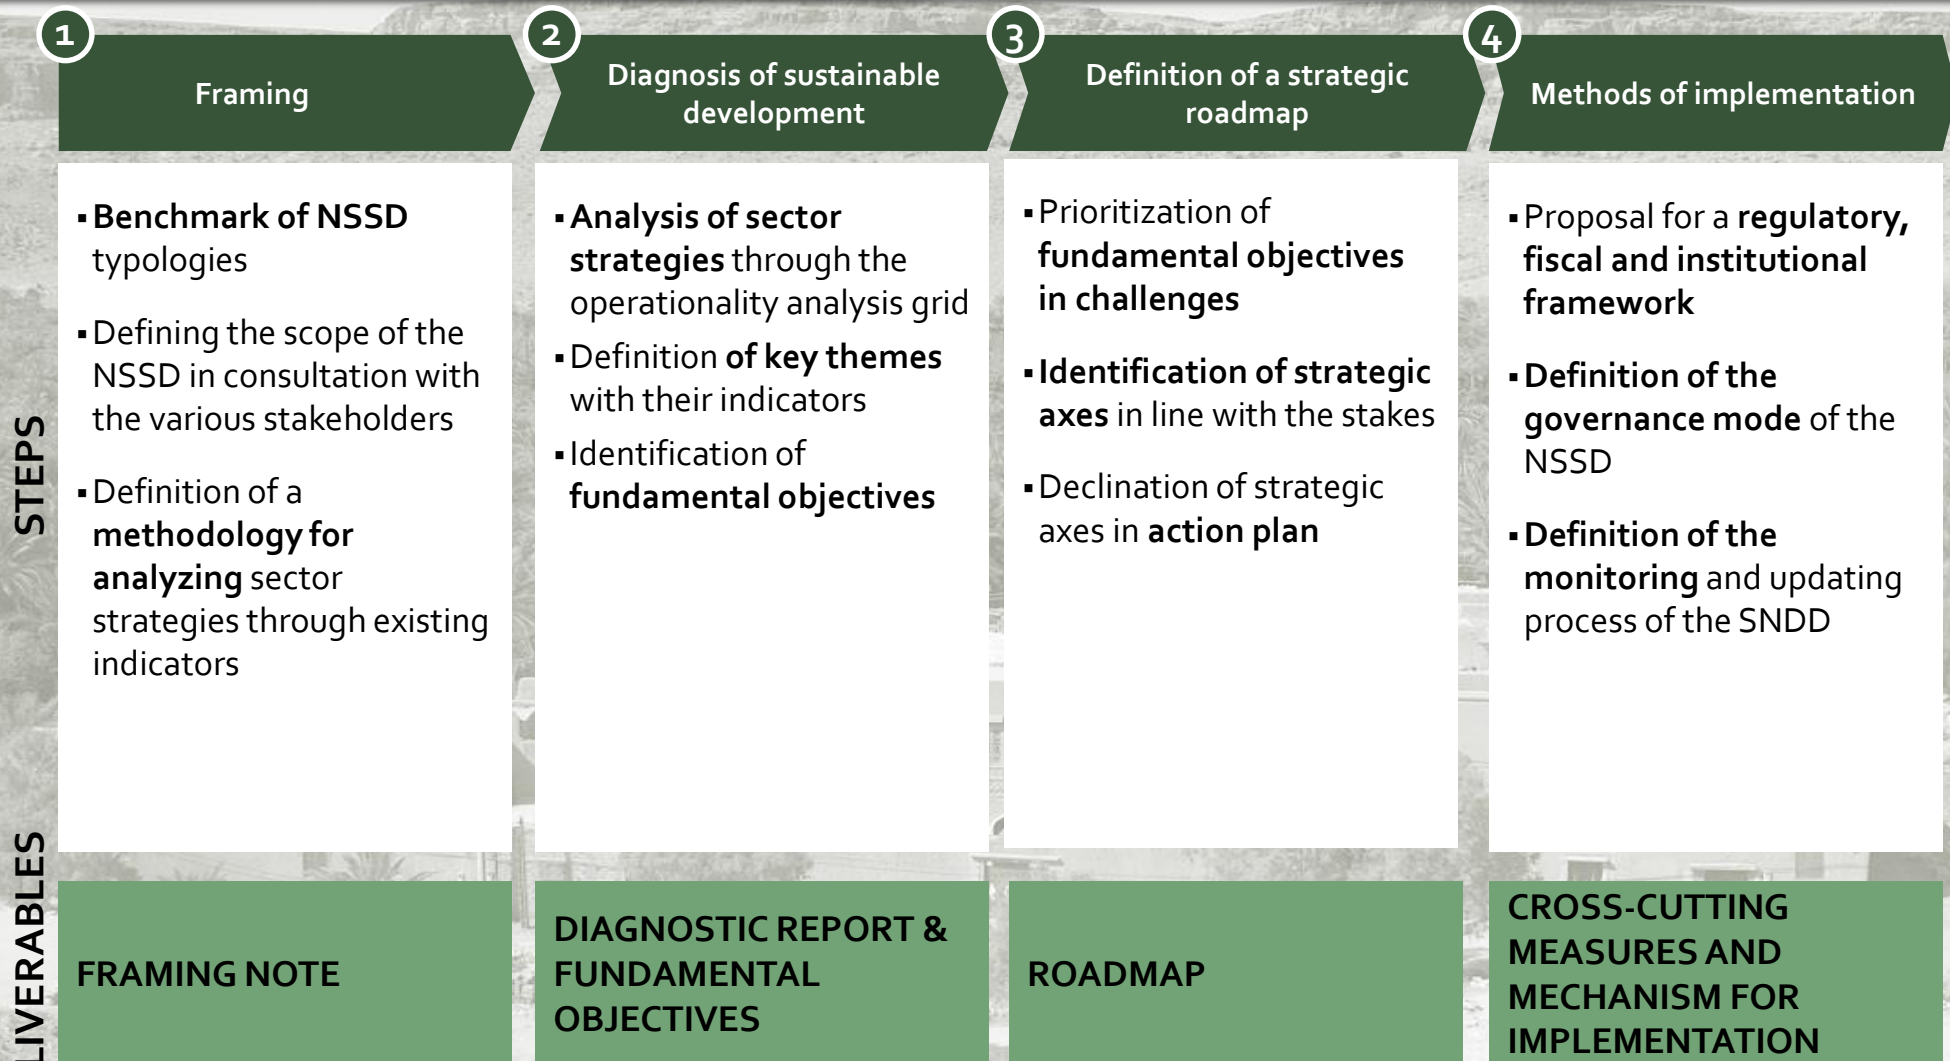 1
Framing
2
Diagnosis of sustainable
development
3
Definition of a strategic
roadmap
4
Methods of implementation
STEPS
▪Benchmark of NSSD
typologies
▪Defining the scope of the
NSSD in consultation with
the various stakeholders
▪Definition of a
methodology for
analyzing sector
strategies through existing
indicators
▪Analysis of sector
strategies through the
operationality analysis grid
▪Definition of key themes
with their indicators
▪Identification of
fundamental objectives
▪Prioritization of
fundamental objectives
in challenges
▪Identification of strategic
axes in line with the stakes
▪Declination of strategic
axes in action plan
▪Proposal for a regulatory,
fiscal and institutional
framework
▪Definition of the
governance mode of the
NSSD
▪Definition of the
monitoring and updating
process of the SNDD
LIVERABLES
FRAMING NOTE
DIAGNOSTIC REPORT &
FUNDAMENTAL
OBJECTIVES
ROADMAP
CROSS-CUTTING
MEASURES AND
MECHANISM FOR
IMPLEMENTATION